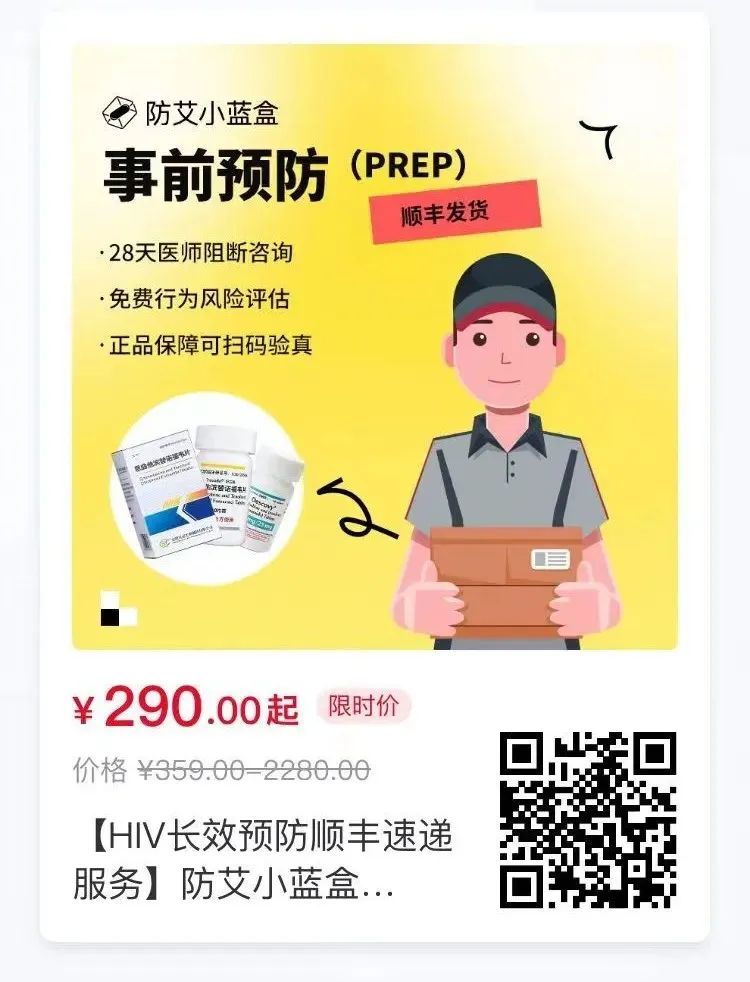 防艾小蓝盒
事前预防（PREP）
顺丰发货
·28天医师阻断咨询
·免费行为风险评估
·正品保障可扫码验真
Descovy
¥290.00起 限时价
价格 ¥359.00-2280.00
【HIV长效预防顺丰速递
服务】防艾小蓝盒...